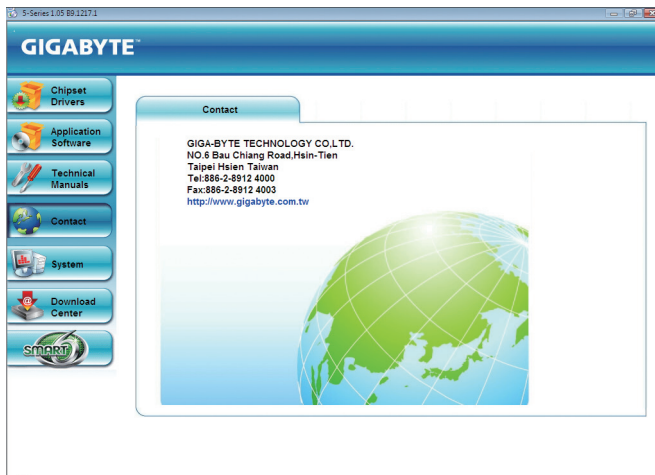 5-Series 1.05 B9.1217.1
GIGABYTE™
Chipset
Drivers
Application
Software
Technical
Manuals
Contact
System
Download
Center
SMART 6
Contact
GIGA-BYTE TECHNOLOGY CO,LTD.
NO.6 Bau Chiang Road,Hsin-Tien
Taipei Hsien Taiwan
Tel:886-2-8912 4000
Fax:886-2-8912 4003
http://www.gigabyte.com.tw